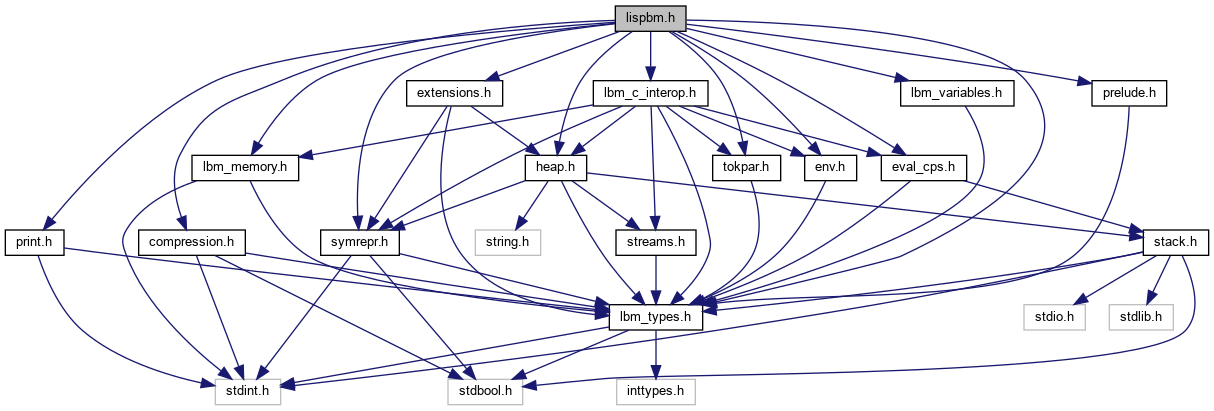 lispbm.h
extensions.h
lbm_c_interop.h
lbm_variables.h
prelude.h
lbm_memory.h
heap.h
tokpar.h
env.h
eval_cps.h
print.h
compression.h
symrepr.h
string.h
streams.h
stack.h
lbm_types.h
stdio.h
stdlib.h
stdint.h
stdbool.h
inttypes.h